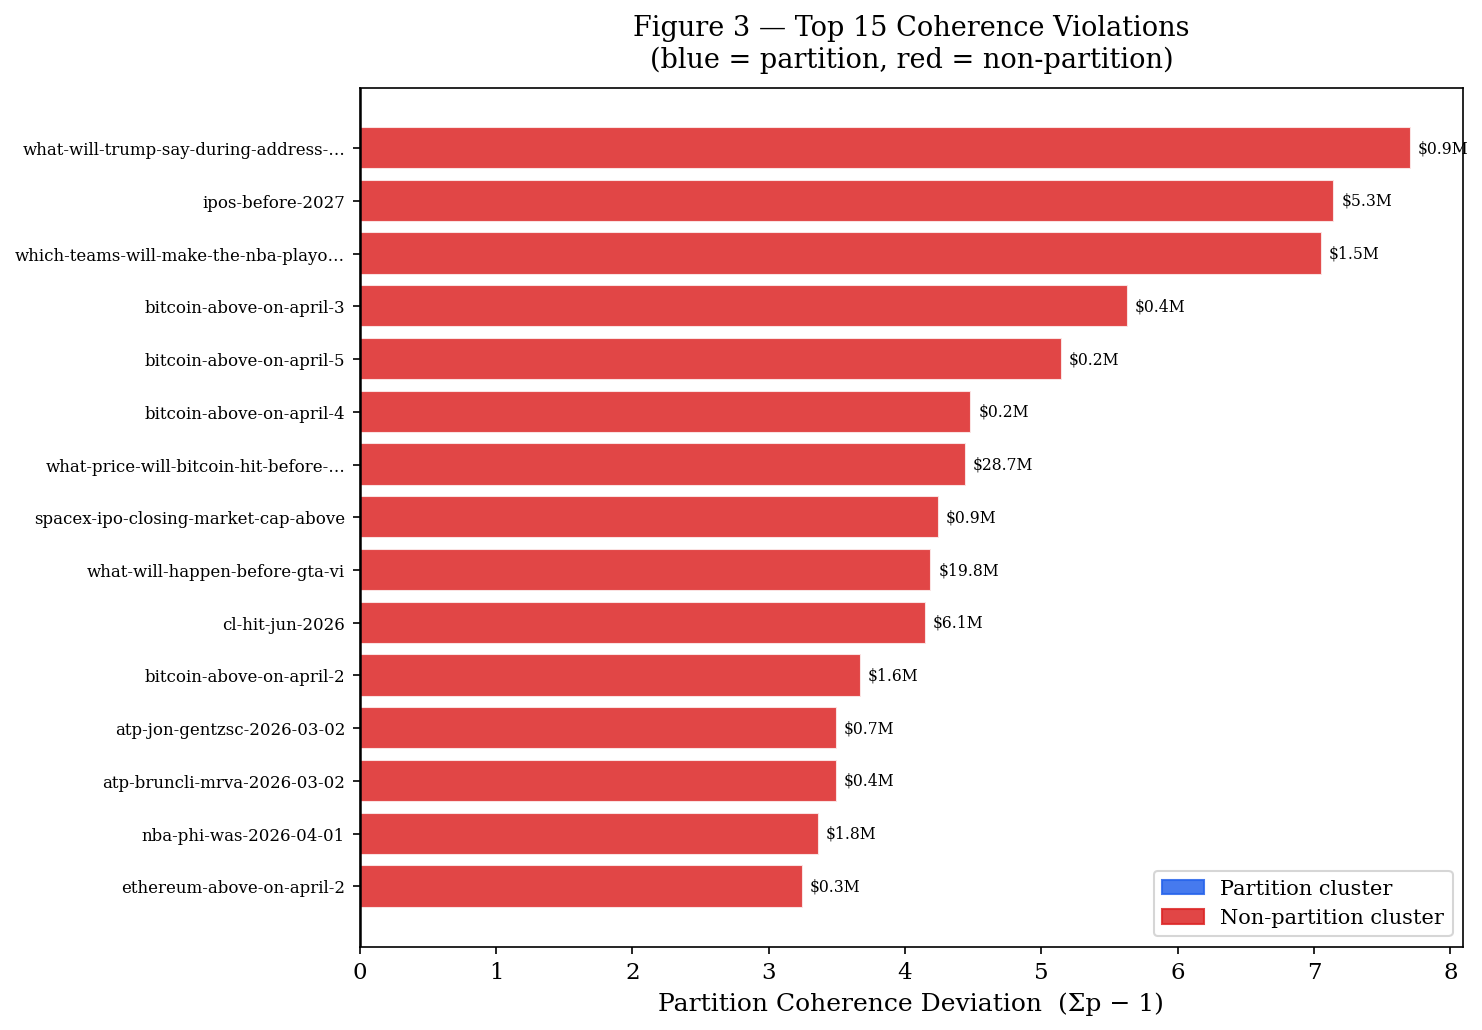 Figure 3 — Top 15 Coherence Violations
(blue = partition, red = non-partition)
what-will-trump-say-during-address-… $0.9M
ipos-before-2027 $5.3M
which-teams-will-make-the-nba-playo… $1.5M
bitcoin-above-on-april-3 $0.4M
bitcoin-above-on-april-5 $0.2M
bitcoin-above-on-april-4 $0.2M
what-price-will-bitcoin-hit-before-… $28.7M
spacex-ipo-closing-market-cap-above $0.9M
what-will-happen-before-gta-vi $19.8M
cl-hit-jun-2026 $6.1M
bitcoin-above-on-april-2 $1.6M
atp-jon-gentzsc-2026-03-02 $0.7M
atp-bruncli-mrva-2026-03-02 $0.4M
nba-phi-was-2026-04-01 $1.8M
ethereum-above-on-april-2 $0.3M
Partition cluster
Non-partition cluster
0 1 2 3 4 5 6 7 8
Partition Coherence Deviation (Σp − 1)